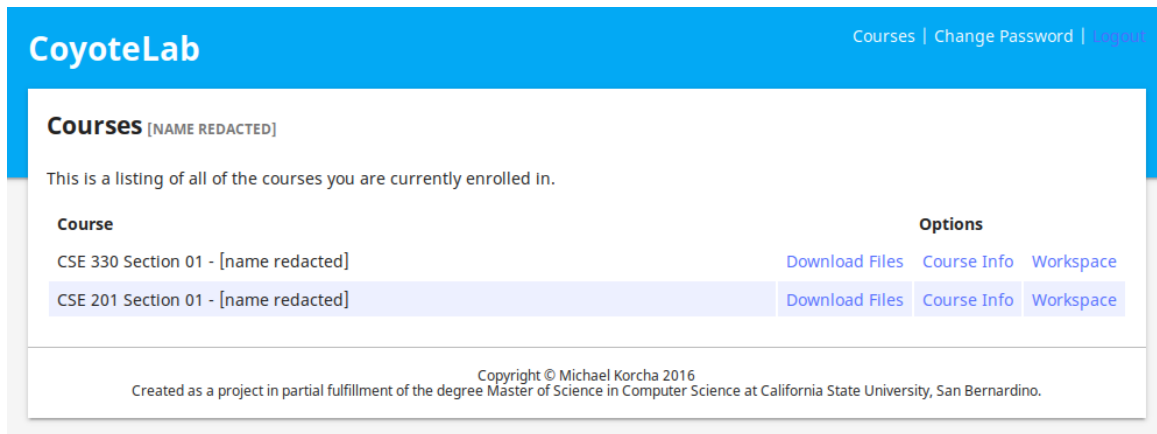 CoyoteLab
Courses | Change Password | Logout
Courses [NAME REDACTED]
This is a listing of all of the courses you are currently enrolled in.
Course Options
CSE 330 Section 01 - [name redacted] Download Files Course Info Workspace
CSE 201 Section 01 - [name redacted] Download Files Course Info Workspace
Copyright © Michael Korcha 2016
Created as a project in partial fulfillment of the degree Master of Science in Computer Science at California State University, San Bernardino.